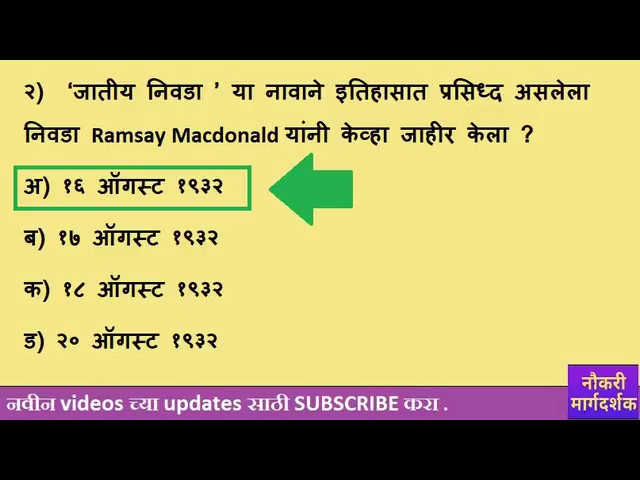 २) ‘जातीय निवडा ’ या नावाने इतिहासात प्रसिध्द असलेला
निवडा Ramsay Macdonald यांनी केव्हा जाहीर केला ?
अ) १६ ऑगस्ट १९३२
ब) १७ ऑगस्ट १९३२
क) १८ ऑगस्ट १९३२
ड) २० ऑगस्ट १९३२
नवीन videos च्या updates साठी SUBSCRIBE करा .
नौकरी
मार्गदर्शक